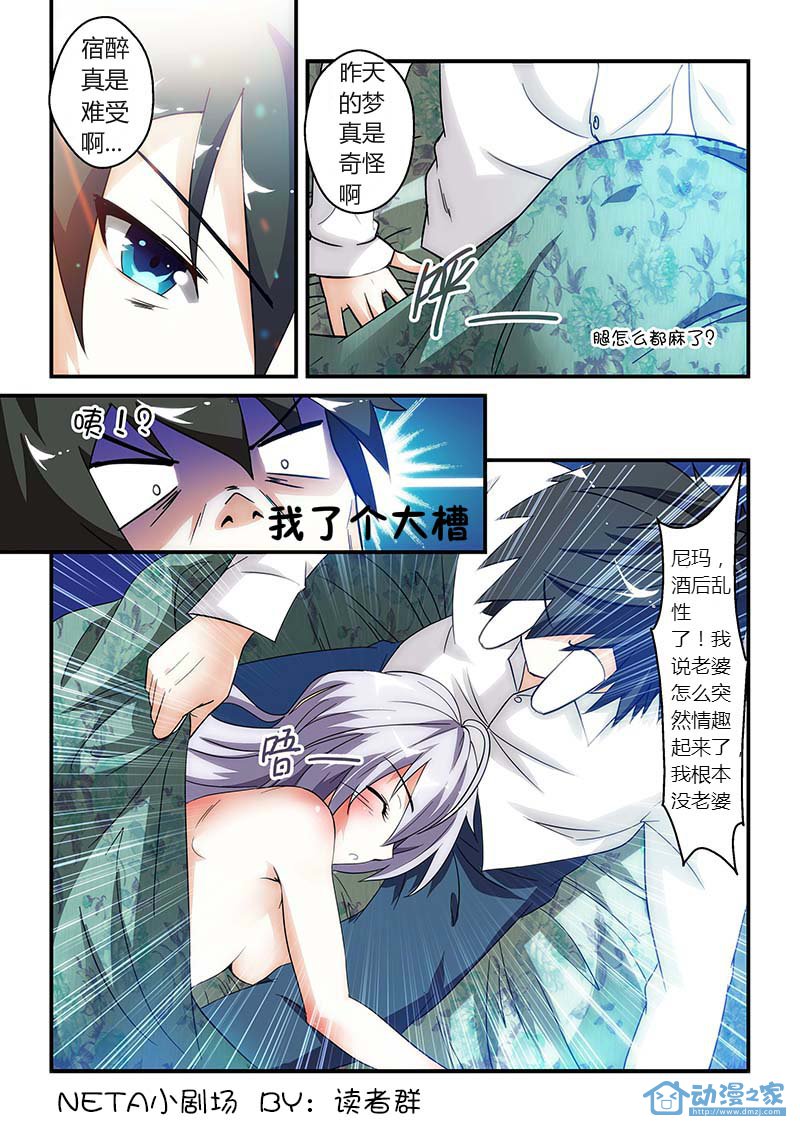 宿醉
真是
难受
啊...
昨天
的梦
真是
奇怪
啊
呼——
腿怎么都麻了?
咦!?
我了个大槽
尼玛，
酒后乱
性
了！我
说老婆
怎么突
然情趣
起来了，
我根本
没老婆
唔——
NETA小剧场 BY: 读者群
动漫之家
www.dmzj.com